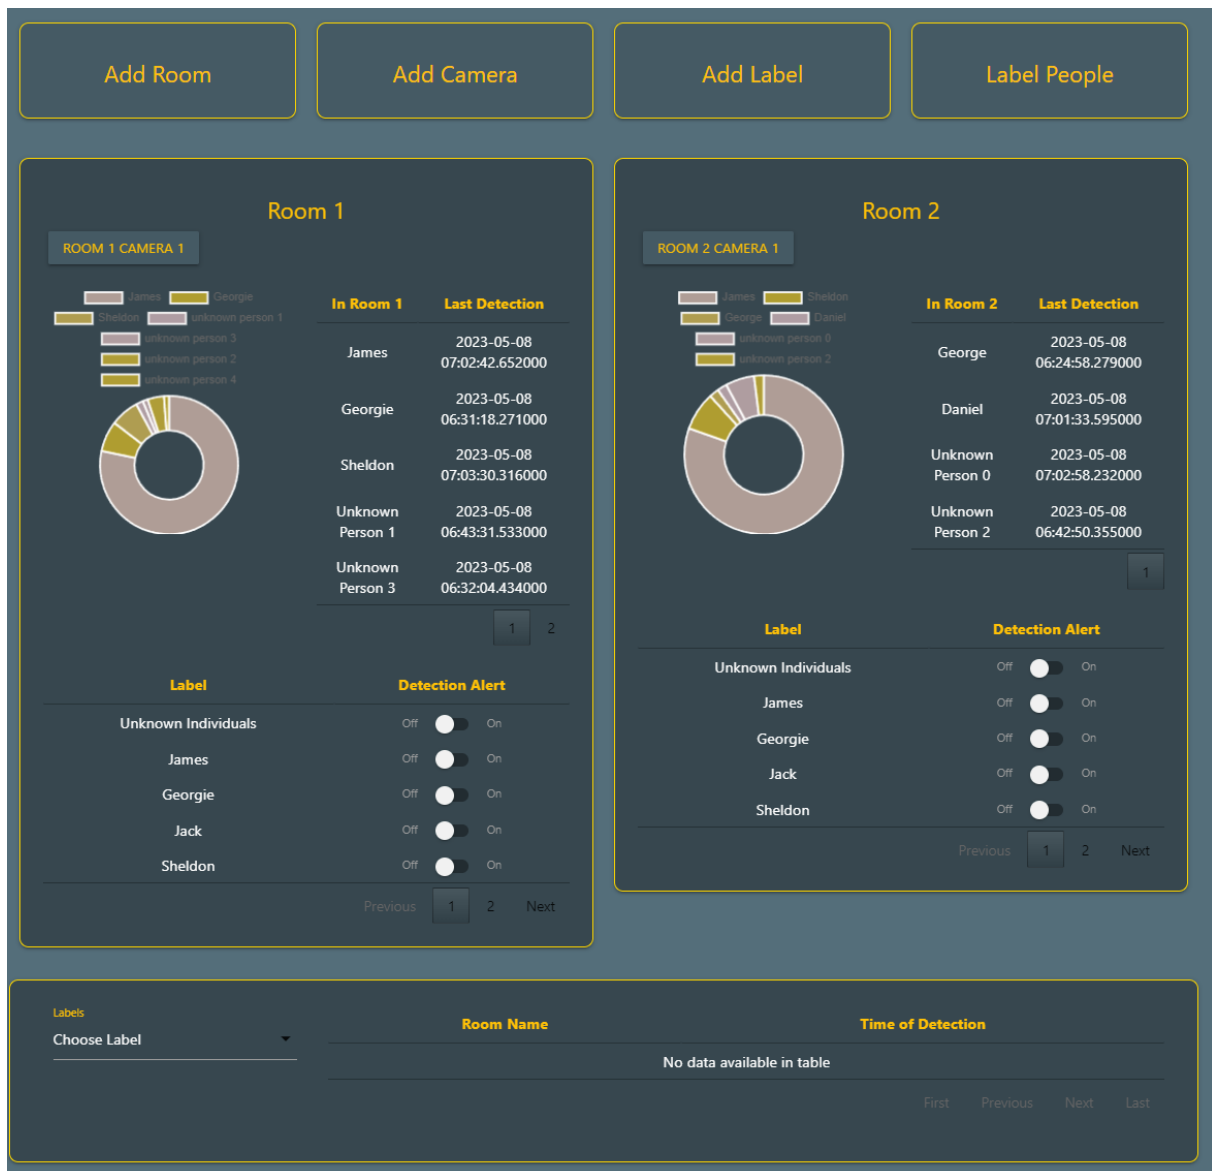 Add Room
Add Camera
Add Label
Label People
Room 1
ROOM 1 CAMERA 1
James Georgie
Sheldon unknown person 1
unknown person 3
unknown person 2
unknown person 4
In Room 1 Last Detection
James 2023-05-08
07:02:42.652000
Georgie 2023-05-08
06:31:18.271000
Sheldon 2023-05-08
07:03:30.316000
Unknown 2023-05-08
Person 1 06:43:31.533000
Unknown 2023-05-08
Person 3 06:32:04.434000
1 2
Label Detection Alert
Unknown Individuals Off On
James Off On
Georgie Off On
Jack Off On
Sheldon Off On
Previous 1 2 Next
Room 2
ROOM 2 CAMERA 1
James Sheldon
George Daniel
unknown person 0
unknown person 2
In Room 2 Last Detection
George 2023-05-08
06:24:58.279000
Daniel 2023-05-08
07:01:33.595000
Unknown 2023-05-08
Person 0 07:02:58.232000
Unknown 2023-05-08
Person 2 06:42:50.355000
1
Label Detection Alert
Unknown Individuals Off On
James Off On
Georgie Off On
Jack Off On
Sheldon Off On
Previous 1 2 Next
Labels
Choose Label
Room Name Time of Detection
No data available in table
First Previous Next Last